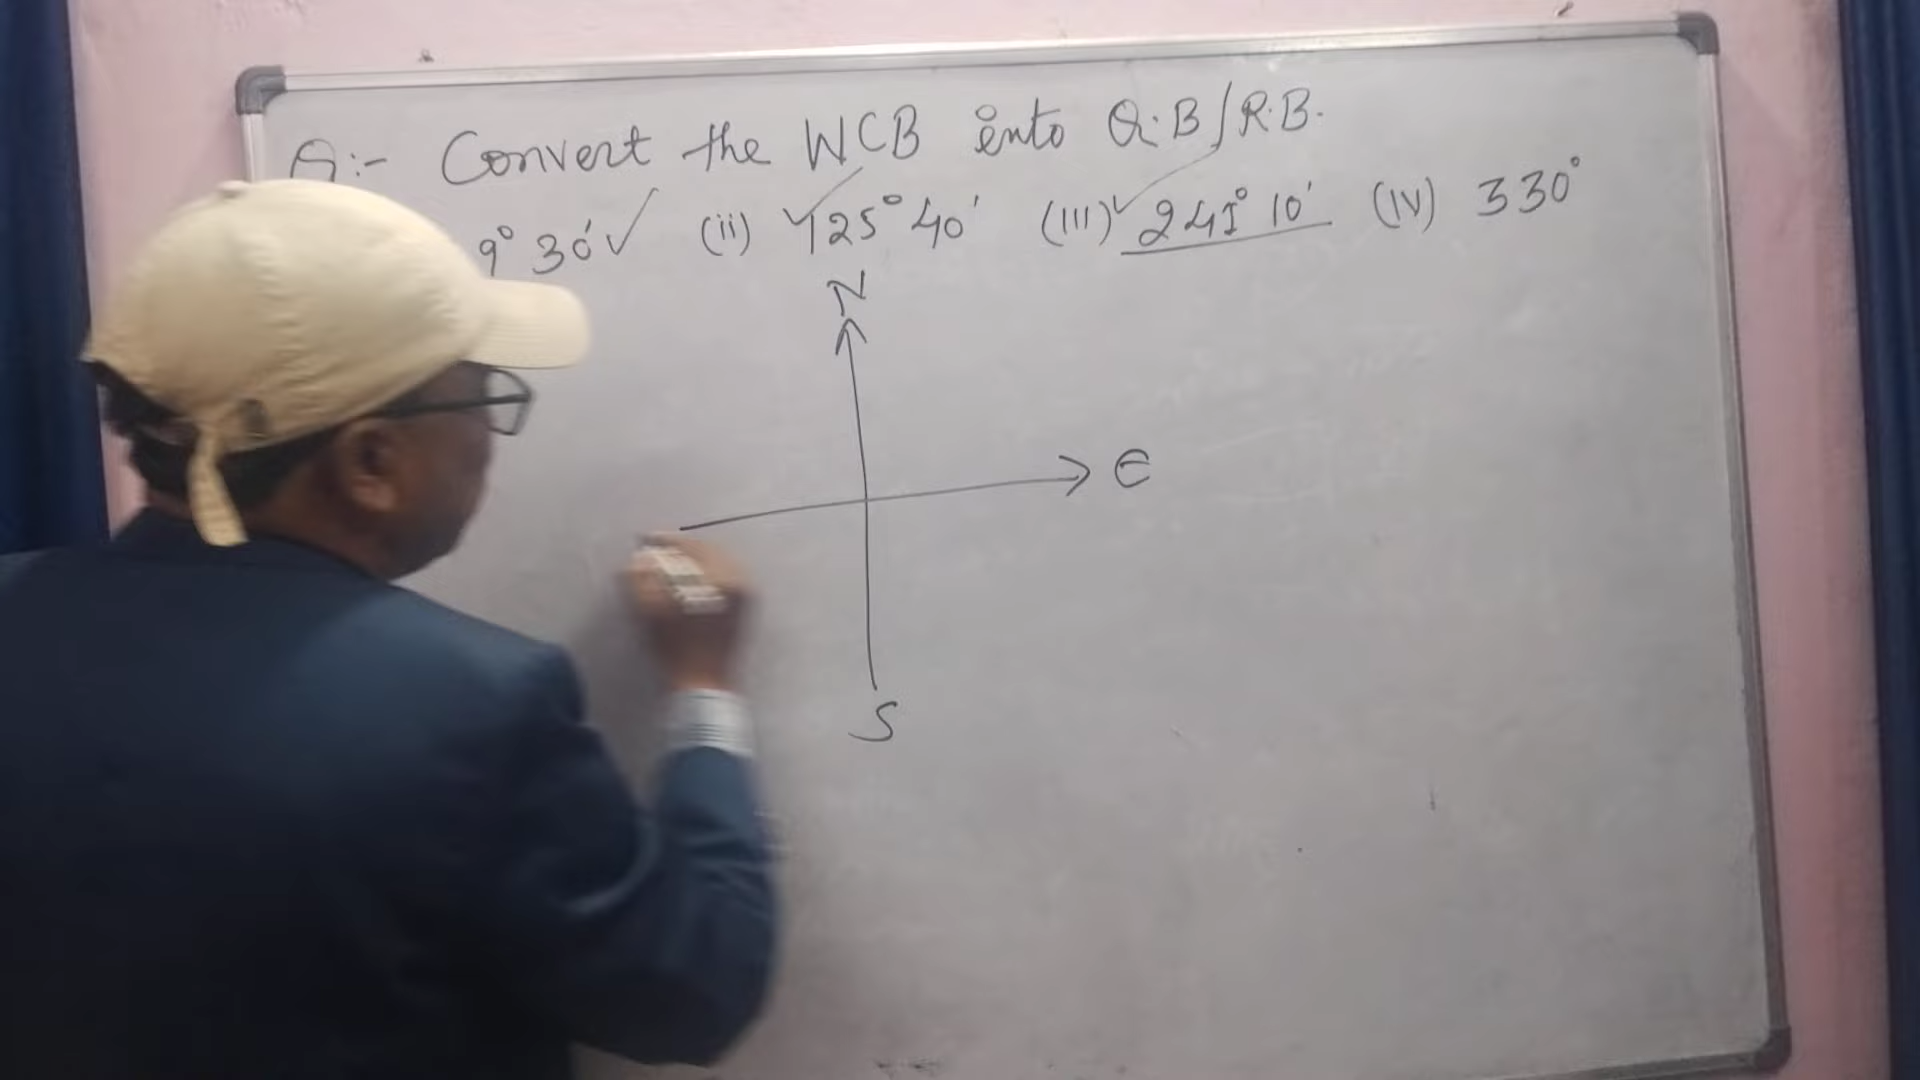 Q:- Convert the WCB into Q.B/R.B.
9° 30' ✓ (ii) 125° 40' (III) 241° 10' (IV) 330°
N
E
S